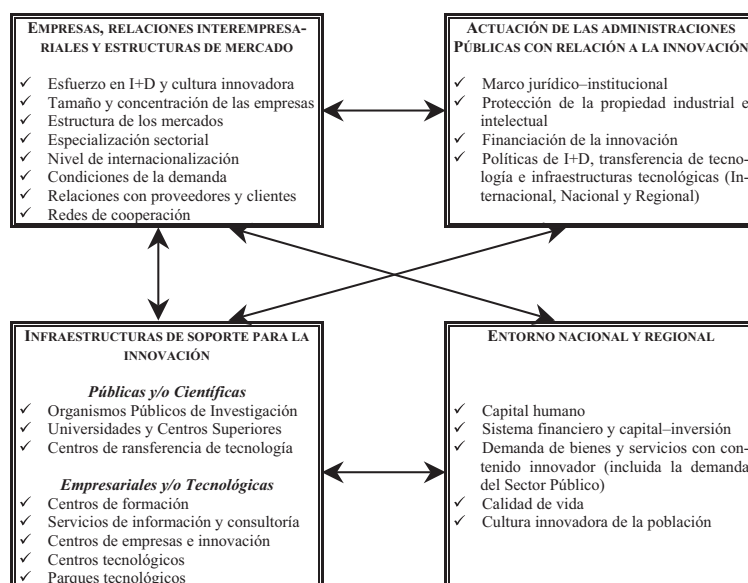 EMPRESAS, RELACIONES INTEREMPRESA-
RIALES Y ESTRUCTURAS DE MERCADO
✓ Esfuerzo en I+D y cultura innovadora
✓ Tamaño y concentración de las empresas
✓ Estructura de los mercados
✓ Especialización sectorial
✓ Nivel de internacionalización
✓ Condiciones de la demanda
✓ Relaciones con proveedores y clientes
✓ Redes de cooperación
ACTUACIÓN DE LAS ADMINISTRACIONES
PÚBLICAS CON RELACIÓN A LA INNOVACIÓN
✓ Marco jurídico–institucional
✓ Protección de la propiedad industrial e
intelectual
✓ Financiación de la innovación
✓ Políticas de I+D, transferencia de tecno-
logía e infraestructuras tecnológicas (In-
ternacional, Nacional y Regional)
INFRAESTRUCTURAS DE SOPORTE PARA LA
INNOVACIÓN
Públicas y/o Científicas
✓ Organismos Públicos de Investigación
✓ Universidades y Centros Superiores
✓ Centros de ransferencia de tecnología
Empresariales y/o Tecnológicas
✓ Centros de formación
✓ Servicios de información y consultoría
✓ Centros de empresas e innovación
✓ Centros tecnológicos
✓ Parques tecnológicos
ENTORNO NACIONAL Y REGIONAL
✓ Capital humano
✓ Sistema financiero y capital–inversión
✓ Demanda de bienes y servicios con con-
tenido innovador (incluida la demanda
del Sector Público)
✓ Calidad de vida
✓ Cultura innovadora de la población